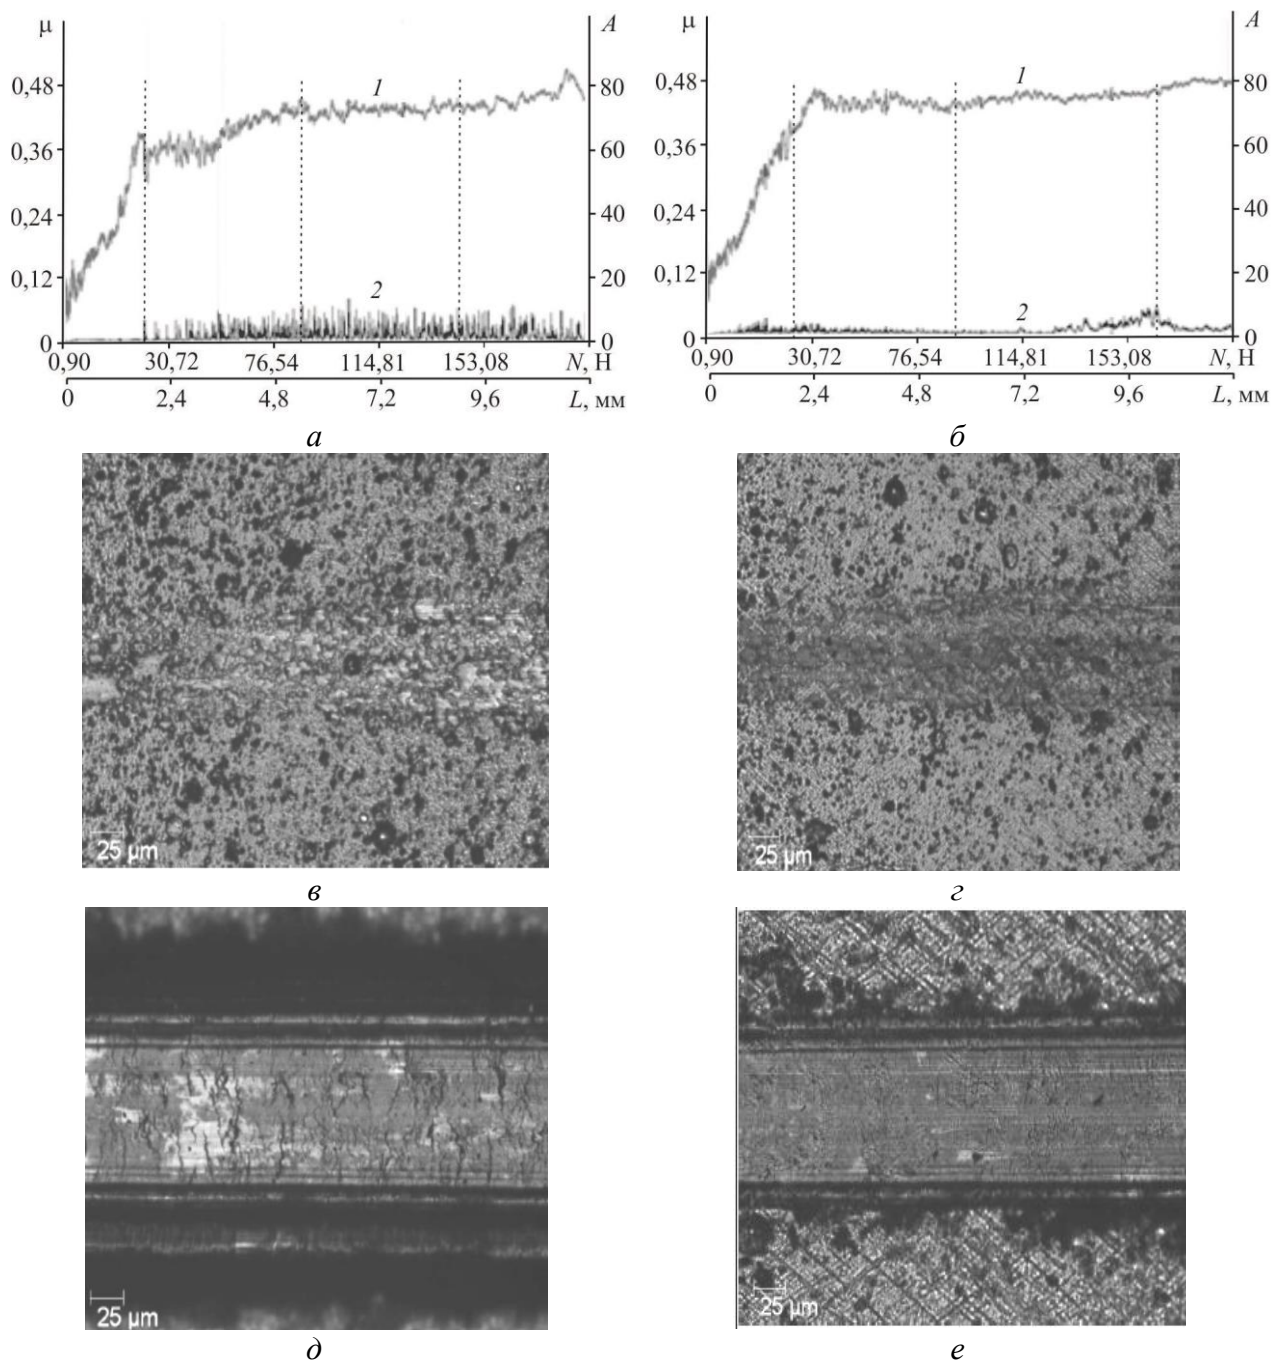 μ A μ A
0,48 80 0,48 80
1 1
0,36 60 0,36 60
0,24 40 0,24 40
0,12 20 0,12 20
2 2
0 0 0 0
0,90 30,72 76,54 114,81 153,08 N, Н 0,90 30,72 76,54 114,81 153,08 N, Н
0 2,4 4,8 7,2 9,6 L, мм 0 2,4 4,8 7,2 9,6 L, мм
а б
25 μm 25 μm
в г
25 μm 25 μm
д е